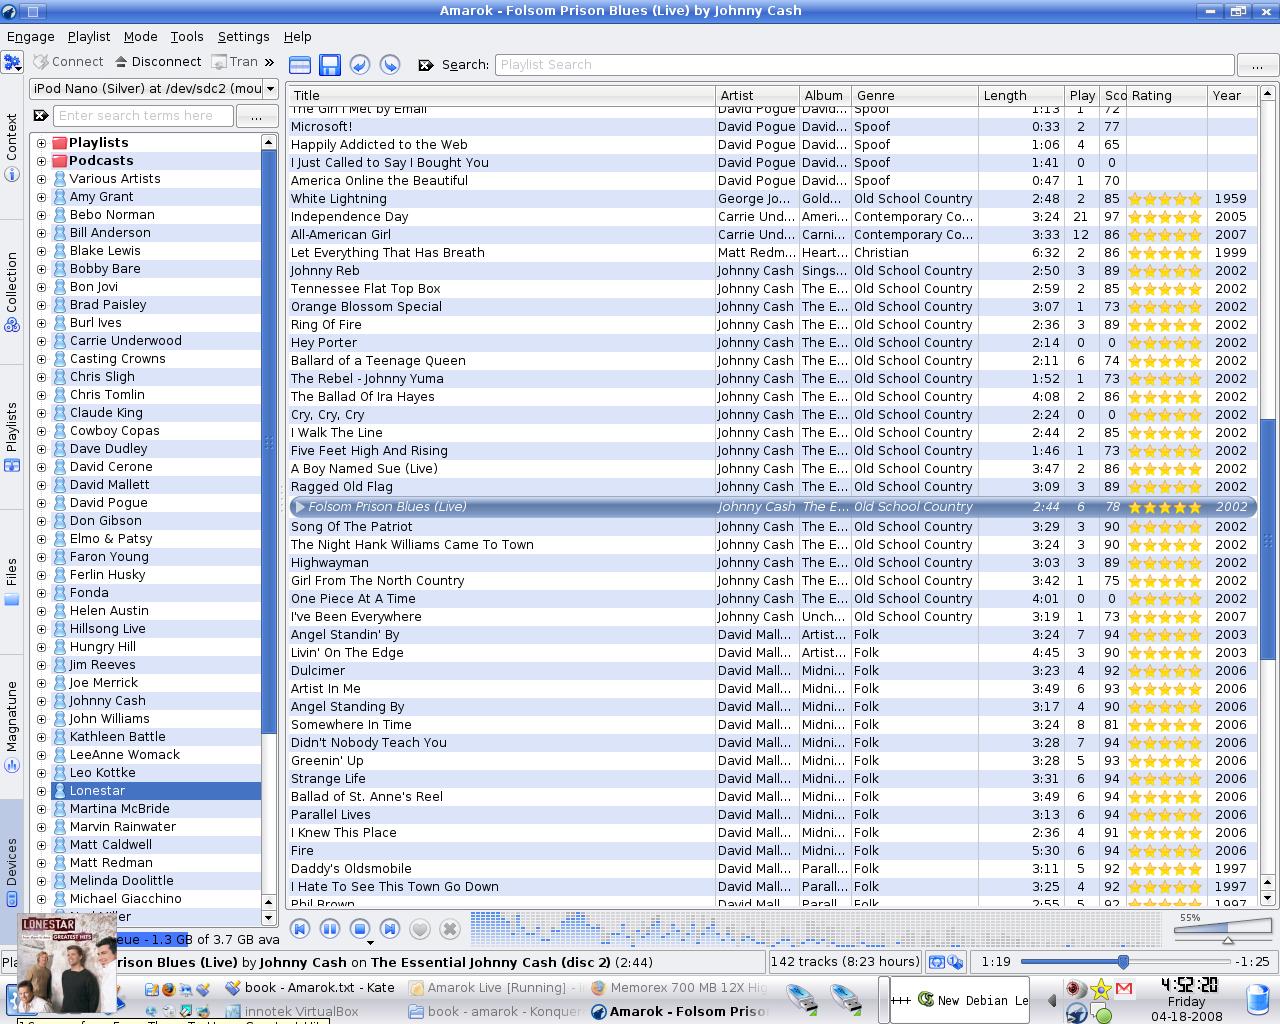 Amarok - Folsom Prison Blues (Live) by Johnny Cash
Engage Playlist Mode Tools Settings Help
Connect Disconnect Tran »
Search: Playlist Search ...
iPod Nano (Silver) at /dev/sdc2 (mou
Enter search terms here ...
Context
Collection
Playlists
Files
Magnature
Devices
Playlists
Podcasts
Various Artists
Amy Grant
Bebo Norman
Bill Anderson
Blake Lewis
Bobby Bare
Bon Jovi
Brad Paisley
Burl Ives
Carrie Underwood
Casting Crowns
Chris Sligh
Chris Tomlin
Claude King
Cowboy Copas
Dave Dudley
David Cerone
David Mallett
David Pogue
Don Gibson
Elmo & Patsy
Faron Young
Ferlin Husky
Fonda
Helen Austin
Hillsong Live
Hungry Hill
Jim Reeves
Joe Merrick
Johnny Cash
John Williams
Kathleen Battle
LeeAnne Womack
Leo Kottke
Lonestar
Martina McBride
Marvin Rainwater
Matt Caldwell
Matt Redman
Melinda Doolittle
Michael Giacchino
Title Artist Album Genre Length Play Sco Rating Year
The Girl I Met by Email David Pogue David... Spoof 1:13 1 72
Microsoft! David Pogue David... Spoof 0:33 2 77
Happily Addicted to the Web David Pogue David... Spoof 1:06 4 65
I Just Called to Say I Bought You David Pogue David... Spoof 1:41 0 0
America Online the Beautiful David Pogue David... Spoof 0:47 1 70
White Lightning George Jo... Gold... Old School Country 2:48 2 85 1959
Independence Day Carrie Und... Ameri... Contemporary Co... 3:24 21 97 2005
All-American Girl Carrie Und... Carni... Contemporary Co... 3:33 12 86 2007
Let Everything That Has Breath Matt Redm... Heart... Christian 6:32 2 86 1999
Johnny Reb Johnny Cash Sings... Old School Country 2:50 3 89 2002
Tennessee Flat Top Box Johnny Cash The E... Old School Country 2:59 2 85 2002
Orange Blossom Special Johnny Cash The E... Old School Country 3:07 1 73 2002
Ring Of Fire Johnny Cash The E... Old School Country 2:36 3 89 2002
Hey Porter Johnny Cash The E... Old School Country 2:14 0 0 2002
Ballard of a Teenage Queen Johnny Cash The E... Old School Country 2:11 6 74 2002
The Rebel - Johnny Yuma Johnny Cash The E... Old School Country 1:52 1 73 2002
The Ballad Of Ira Hayes Johnny Cash The E... Old School Country 4:08 2 86 2002
Cry, Cry, Cry Johnny Cash The E... Old School Country 2:24 0 0 2002
I Walk The Line Johnny Cash The E... Old School Country 2:44 2 85 2002
Five Feet High And Rising Johnny Cash The E... Old School Country 1:46 1 73 2002
A Boy Named Sue (Live) Johnny Cash The E... Old School Country 3:47 2 86 2002
Ragged Old Flag Johnny Cash The E... Old School Country 3:09 3 89 2002
Folsom Prison Blues (Live) Johnny Cash The E... Old School Country 2:44 6 78 2002
Song Of The Patriot Johnny Cash The E... Old School Country 3:29 3 90 2002
The Night Hank Williams Came To Town Johnny Cash The E... Old School Country 3:24 3 90 2002
Highwayman Johnny Cash The E... Old School Country 3:03 3 89 2002
Girl From The North Country Johnny Cash The E... Old School Country 3:42 1 75 2002
One Piece At A Time Johnny Cash The E... Old School Country 4:01 0 0 2002
I've Been Everywhere Johnny Cash Unch... Old School Country 3:19 1 73 2007
Angel Standin' By David Mall... Artist... Folk 3:24 7 94 2003
Livin' On The Edge David Mall... Artist... Folk 4:45 3 90 2003
Dulcimer David Mall... Midni... Folk 3:23 4 92 2006
Artist In Me David Mall... Midni... Folk 3:49 6 93 2006
Angel Standing By David Mall... Midni... Folk 3:17 4 90 2006
Somewhere In Time David Mall... Midni... Folk 3:24 8 81 2006
Didn't Nobody Teach You David Mall... Midni... Folk 3:28 7 94 2006
Greenin' Up David Mall... Midni... Folk 3:28 5 93 2006
Strange Life David Mall... Midni... Folk 3:31 6 94 2006
Ballad of St. Anne's Reel David Mall... Midni... Folk 3:49 6 94 2006
Parallel Lives David Mall... Midni... Folk 3:13 6 94 2006
I Knew This Place David Mall... Midni... Folk 2:36 4 91 2006
Fire David Mall... Midni... Folk 5:30 6 94 2006
Daddy's Oldsmobile David Mall... Parall... Folk 3:11 5 92 1997
I Hate To See This Town Go Down David Mall... Parall... Folk 3:25 4 92 1997
Phil Brown David Mall... Parall... Folk 2:55 5 92 1997
LONESTAR
GREATEST HITS
eue - 1.3 GB of 3.7 GB ava
55%
Pla rison Blues (Live) by Johnny Cash on The Essential Johnny Cash (disc 2) (2:44)
142 tracks (8:23 hours)
1:19 -1:25
book - Amarok.txt - Kate
Amarok Live [Running] - i
Memorex 700 MB 12X Hig
innotek VirtualBox
book - amarok - Konquer
Amarok - Folsom Priso
+++ New Debian Le
4:52:20
Friday
04-18-2008